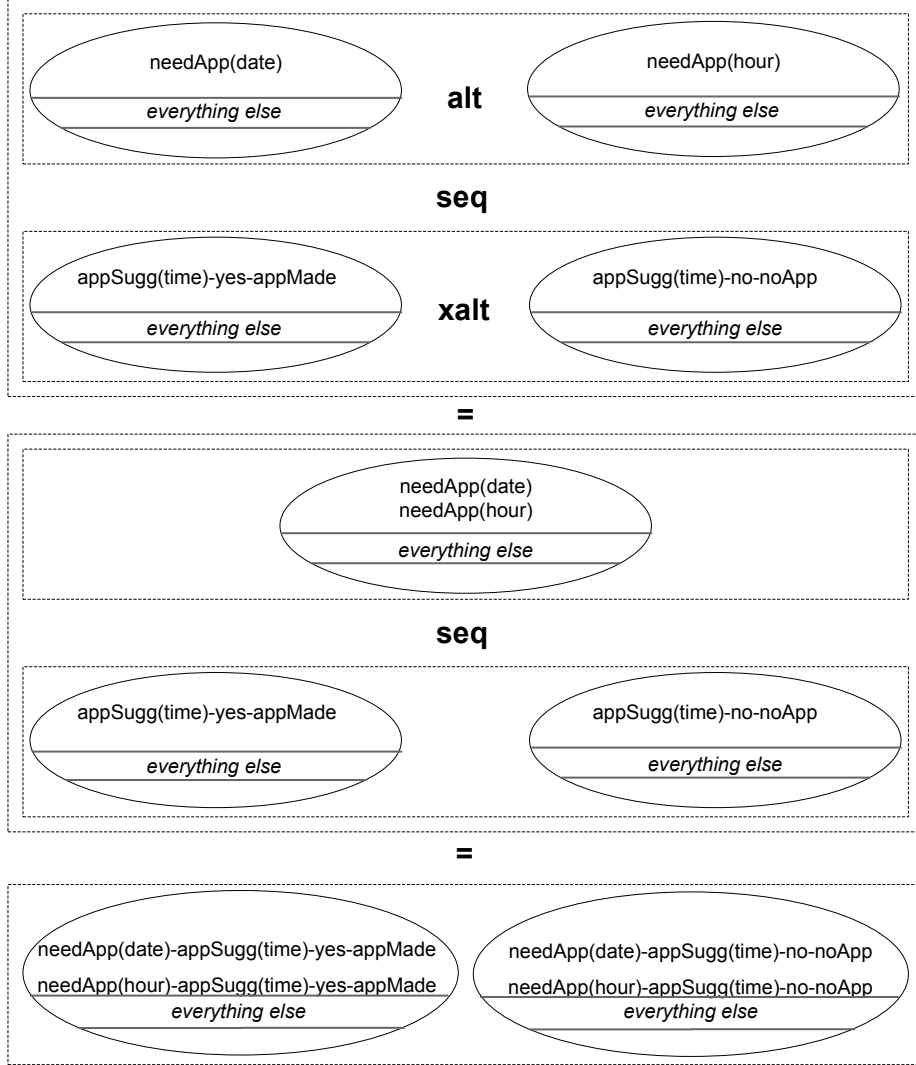 needApp(date)
needApp(hour)
everything else
alt
everything else
seq
appSugg(time)-yes-appMade
appSugg(time)-no-noApp
everything else
xalt
everything else
=
needApp(date)
needApp(hour)
everything else
seq
appSugg(time)-yes-appMade
appSugg(time)-no-noApp
everything else
everything else
=
needApp(date)-appSugg(time)-yes-appMade
needApp(date)-appSugg(time)-no-noApp
needApp(hour)-appSugg(time)-yes-appMade
needApp(hour)-appSugg(time)-no-noApp
everything else
everything else